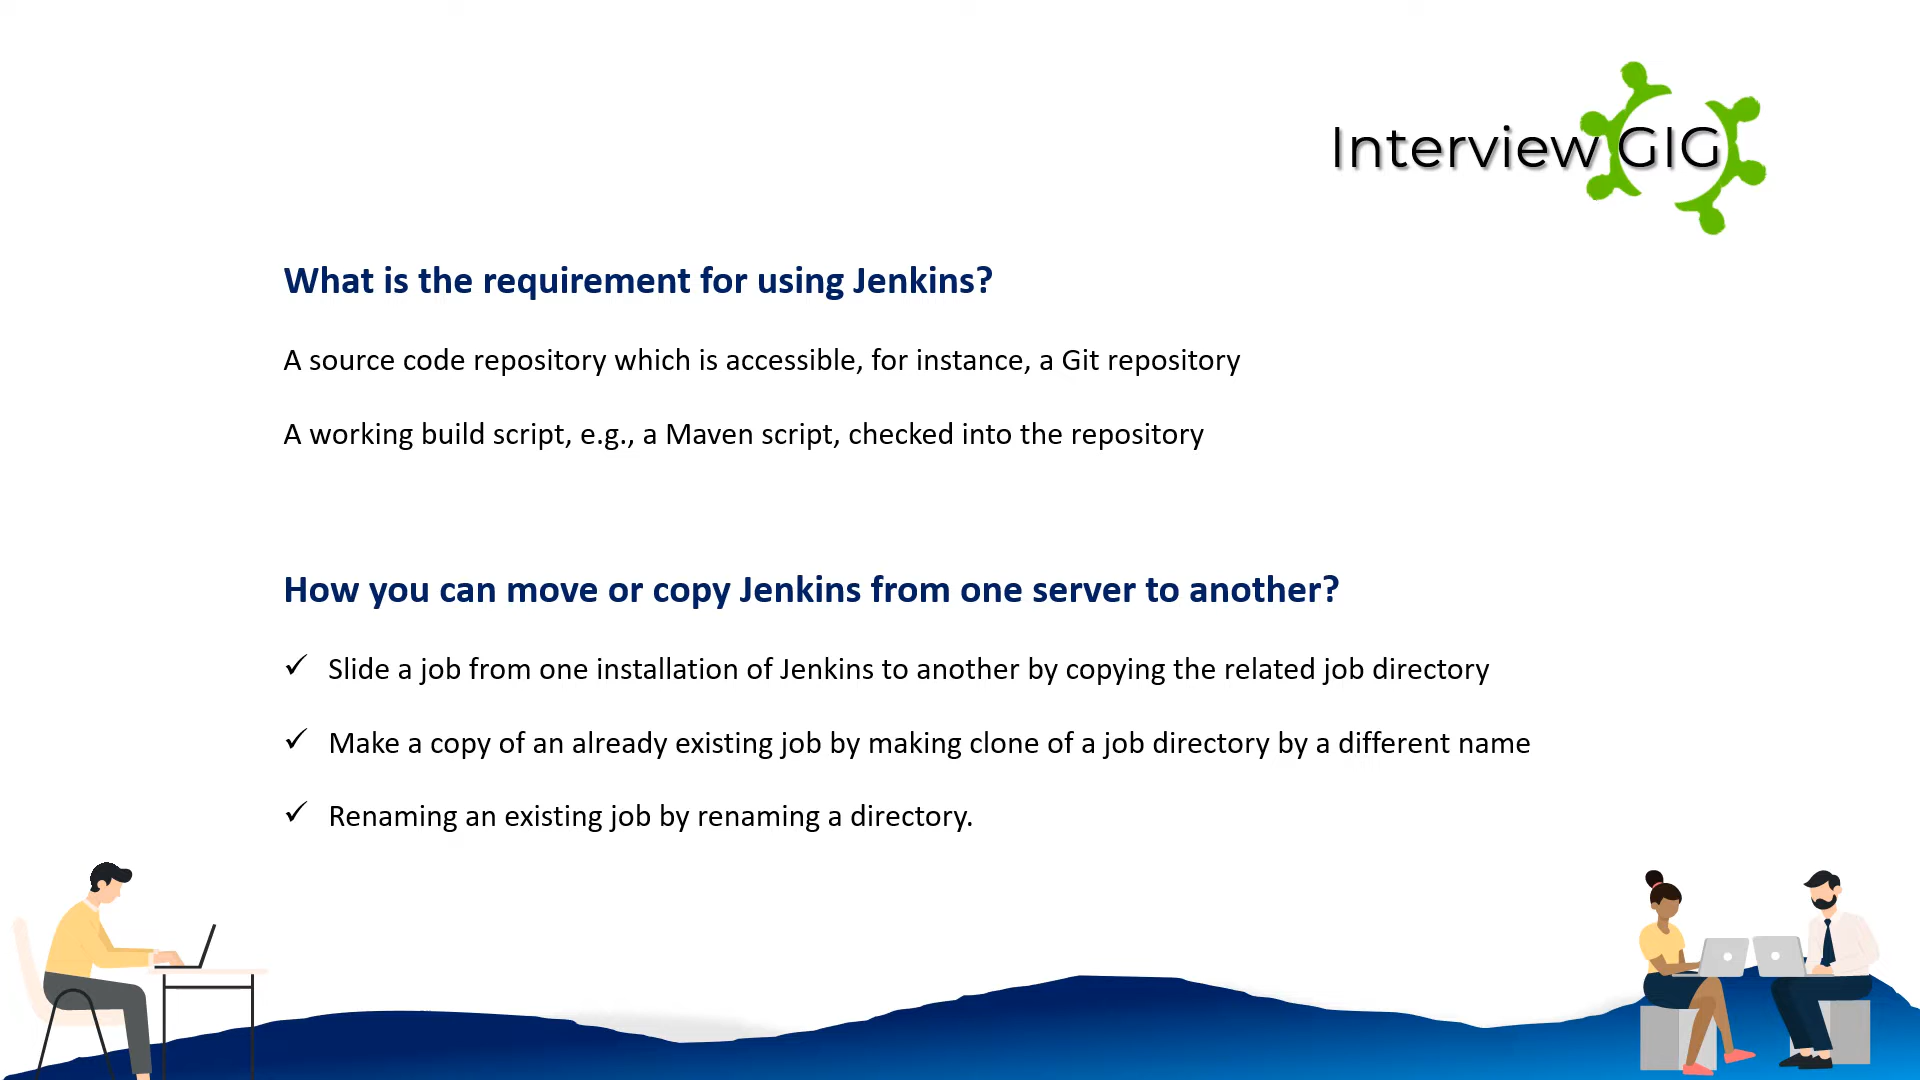 Interview GIG
What is the requirement for using Jenkins?
A source code repository which is accessible, for instance, a Git repository
A working build script, e.g., a Maven script, checked into the repository
How you can move or copy Jenkins from one server to another?
✓ Slide a job from one installation of Jenkins to another by copying the related job directory
✓ Make a copy of an already existing job by making clone of a job directory by a different name
✓ Renaming an existing job by renaming a directory.